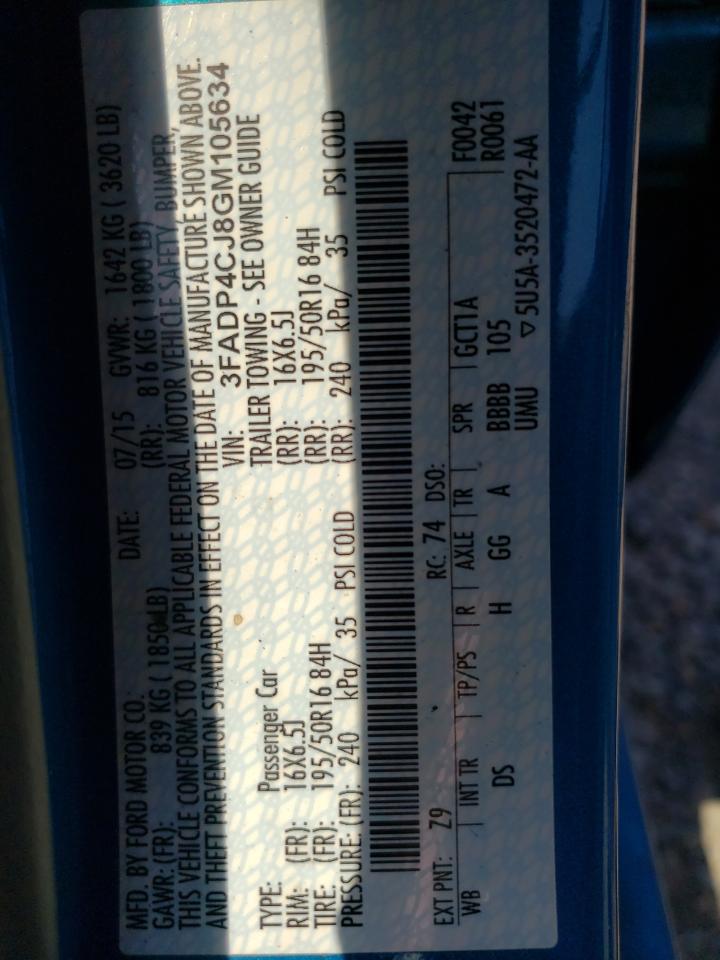 MFD. BY FORD MOTOR CO. DATE: 07/15 GVWR: 1642 KG ( 3620 LB)
GAWR: (FR): 839 KG ( 1850 LB) (RR): 816 KG ( 1800 LB)
THIS VEHICLE CONFORMS TO ALL APPLICABLE FEDERAL MOTOR VEHICLE SAFETY, BUMPER,
AND THEFT PREVENTION STANDARDS IN EFFECT ON THE DATE OF MANUFACTURE SHOWN ABOVE.
VIN: 3FADP4CJ8GM105634
TYPE: Passenger Car TRAILER TOWING - SEE OWNER GUIDE
RIM: (FR): 16X6.5J (RR): 16X6.5J
TIRE: (FR): 195/50R16 84H (RR): 195/50R16 84H
PRESSURE: (FR): 240 kPa/ 35 PSI COLD (RR): 240 kPa/ 35 PSI COLD
EXT PNT: Z9 RC: 74 DSO: F0042
WB | INT TR | TP/PS | R | AXLE | TR | SPR | GCT1A R0061
DS H GG A BBBB 105
UMU ▽5U5A-3520472-AA